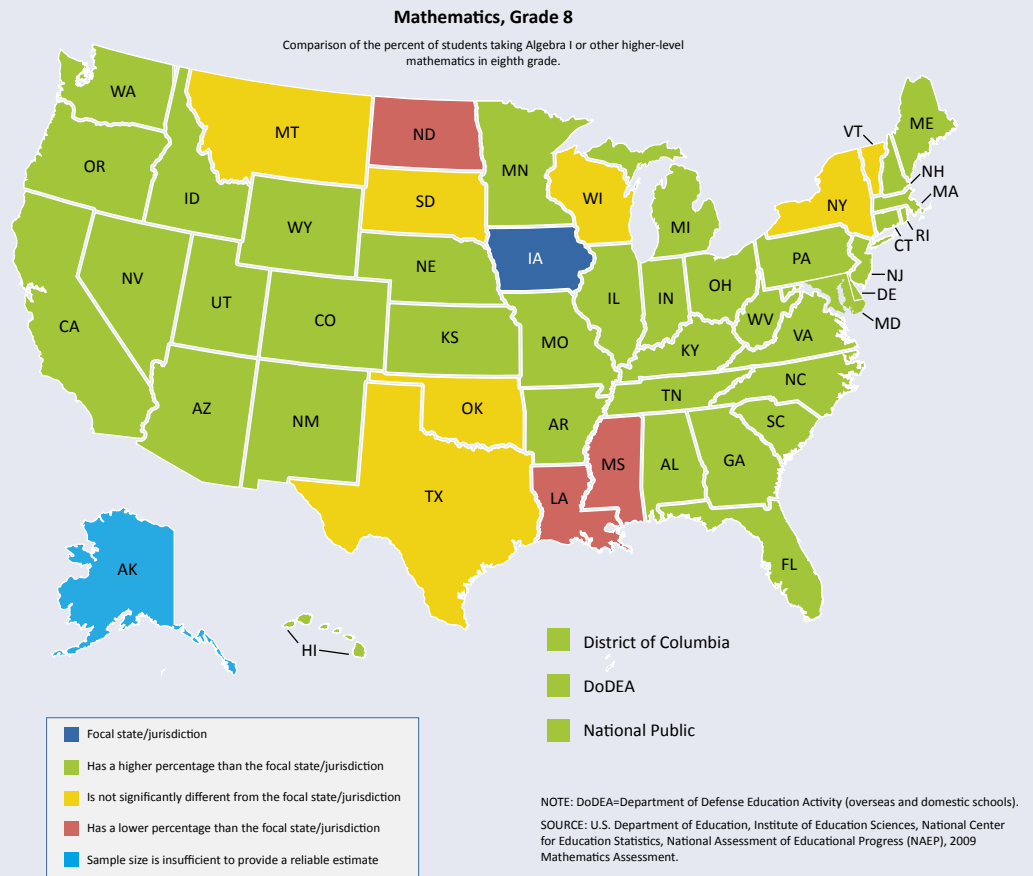 Mathematics, Grade 8
Comparison of the percent of students taking Algebra I or other higher-level
mathematics in eighth grade.
WA
MT
ND
MN
VT
ME
OR
ID
SD
WI
NH
MA
WY
MI
NY
RI
CT
NV
NE
IA
PA
NJ
UT
IL
IN
OH
DE
CA
CO
KS
MO
WV
VA
MD
KY
AZ
NM
OK
AR
TN
NC
SC
TX
LA
MS
AL
GA
AK
FL
HI
District of Columbia
DoDEA
National Public
Focal state/jurisdiction
Has a higher percentage than the focal state/jurisdiction
Is not significantly different from the focal state/jurisdiction
Has a lower percentage than the focal state/jurisdiction
Sample size is insufficient to provide a reliable estimate
NOTE: DoDEA=Department of Defense Education Activity (overseas and domestic schools).
SOURCE: U.S. Department of Education, Institute of Education Sciences, National Center
for Education Statistics, National Assessment of Educational Progress (NAEP), 2009
Mathematics Assessment.